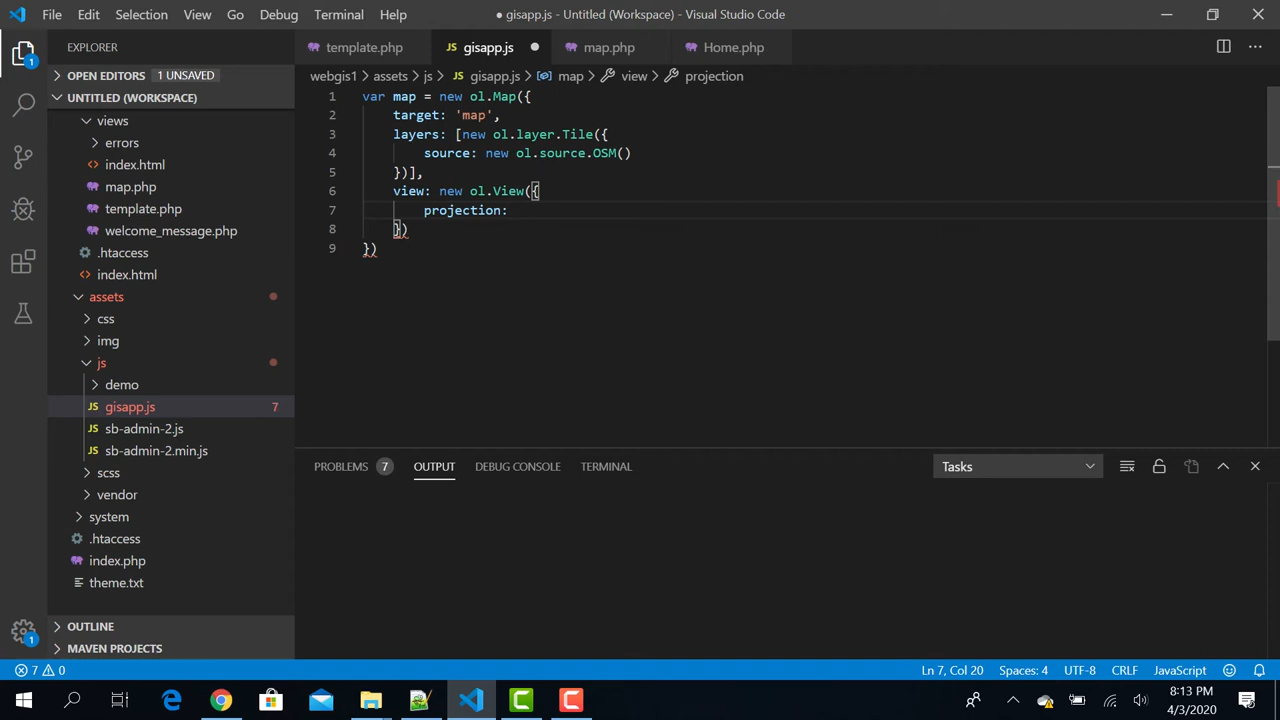 File Edit Selection View Go Debug Terminal Help
● gisapp.js - Untitled (Workspace) - Visual Studio Code
EXPLORER
template.php
JS gisapp.js
map.php
Home.php
OPEN EDITORS 1 UNSAVED
UNTITLED (WORKSPACE)
webgis1 > assets > js > JS gisapp.js > map > view > projection
views
errors
<> index.html
map.php
template.php
welcome_message.php
.htaccess
<> index.html
assets
css
img
js
demo
JS gisapp.js 7
JS sb-admin-2.js
JS sb-admin-2.min.js
scss
vendor
system
.htaccess
index.php
theme.txt
OUTLINE
MAVEN PROJECTS
1
1
1 var map = new ol.Map({
2 target: 'map',
3 layers: [new ol.layer.Tile({
4 source: new ol.source.OSM()
5 })],
6 view: new ol.View({
7 projection:
8 })
9 })
PROBLEMS 7 OUTPUT DEBUG CONSOLE TERMINAL
Tasks
7 0
Ln 7, Col 20 Spaces: 4 UTF-8 CRLF JavaScript
8:13 PM
4/3/2020